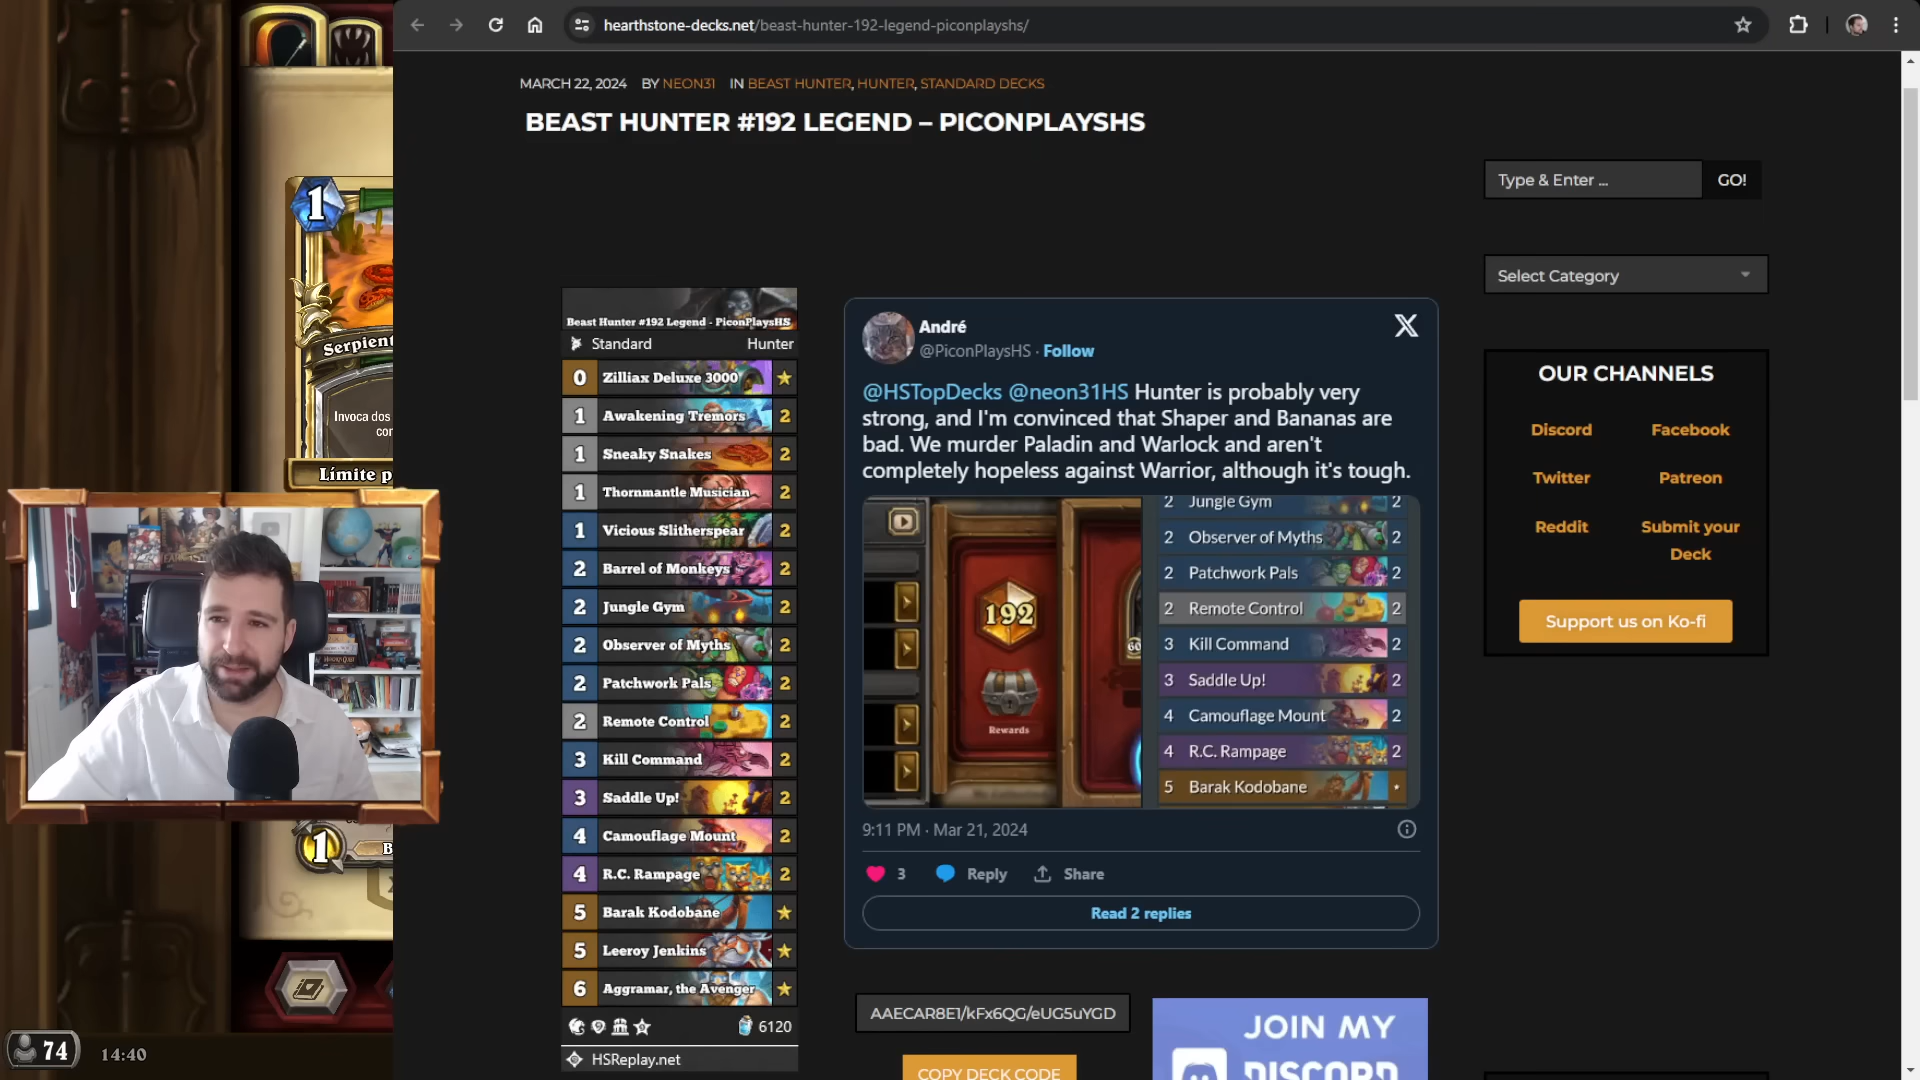 hearthstone-decks.net/beast-hunter-192-legend-piconplayshs/
MARCH 22, 2024 BY NEON31 IN BEAST HUNTER, HUNTER, STANDARD DECKS
BEAST HUNTER #192 LEGEND – PICONPLAYSHS
Type & Enter ...
GO!
Select Category
OUR CHANNELS
Discord
Facebook
Twitter
Patreon
Reddit
Submit your
Deck
Support us on Ko-fi
Beast Hunter #192 Legend - PiconPlaysHS
Standard Hunter
0 Zilliax Deluxe 3000
1 Awakening Tremors 2
1 Sneaky Snakes 2
1 Thornmantle Musician 2
1 Vicious Slitherspear 2
2 Barrel of Monkeys 2
2 Jungle Gym 2
2 Observer of Myths 2
2 Patchwork Pals 2
2 Remote Control 2
3 Kill Command 2
3 Saddle Up! 2
4 Camouflage Mount 2
4 R.C. Rampage 2
5 Barak Kodobane
5 Leeroy Jenkins
6 Aggramar, the Avenger
6120
HSReplay.net
André
@PiconPlaysHS · Follow
@HSTopDecks @neon31HS Hunter is probably very
strong, and I'm convinced that Shaper and Bananas are
bad. We murder Paladin and Warlock and aren't
completely hopeless against Warrior, although it's tough.
192
Rewards
60
2 Jungle Gym 2
2 Observer of Myths 2
2 Patchwork Pals 2
2 Remote Control 2
3 Kill Command 2
3 Saddle Up! 2
4 Camouflage Mount 2
4 R.C. Rampage 2
5 Barak Kodobane
9:11 PM · Mar 21, 2024
3 Reply Share
Read 2 replies
AAECAR8E1/kFx6QG/eUG5uYGD
COPY DECK CODE
JOIN MY
DISCORD
1
Serpient
Invoca dos
con
Límite p
1
B
74
14:40